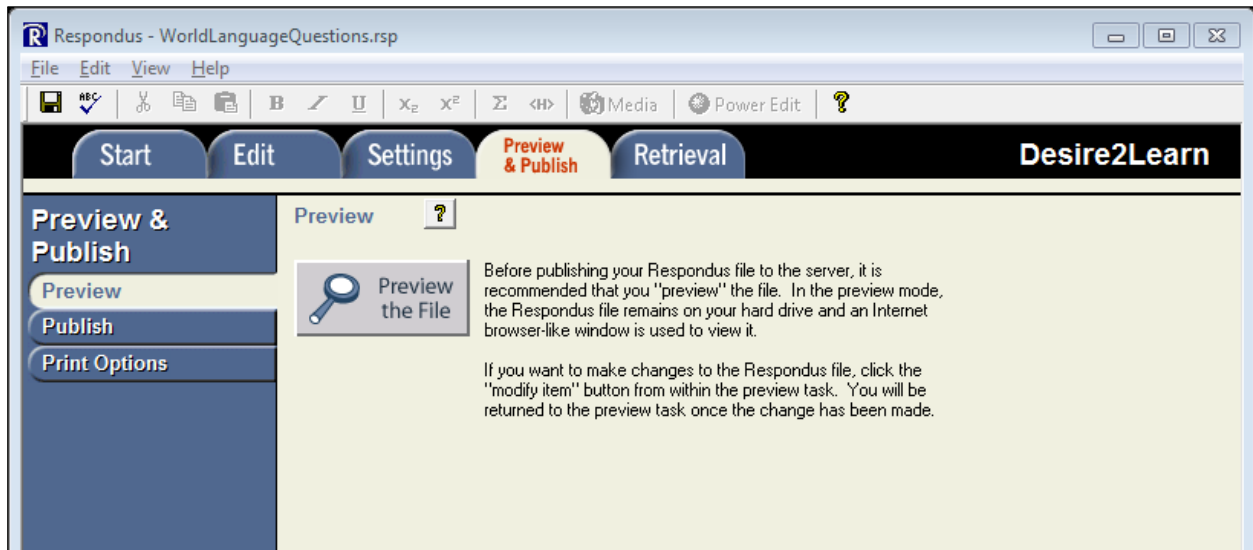 Respondus - WorldLanguageQuestions.rsp
File Edit View Help
ABC B I U X₂ X² Σ <H> Media Power Edit ?
Start Edit Settings Preview & Publish Retrieval Desire2Learn
Preview & Publish
Preview
Publish
Print Options
Preview ?
Preview the File
Before publishing your Respondus file to the server, it is
recommended that you "preview" the file. In the preview mode,
the Respondus file remains on your hard drive and an Internet
browser-like window is used to view it.
If you want to make changes to the Respondus file, click the
"modify item" button from within the preview task. You will be
returned to the preview task once the change has been made.